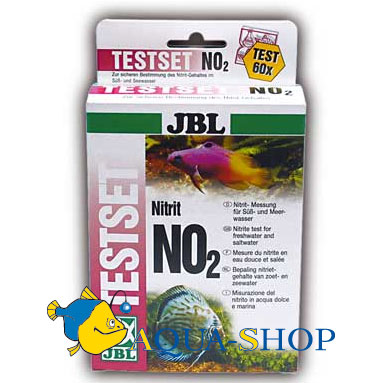 TESTSET NO2
Zur sicheren Bestimmung des Nitrit-Gehaltes im
Süß- und Seewasser
TEST
60x
TESTSET
NO2
JBL
TESTSET
Nitrit
NO2
Nitrit- Messung
für Süß- und Meer-
wasser
Nitrite test for
freshwater and
saltwater
Mesure du nitrite en
eau douce et salée
Bepaling nitriet-
gehalte van zoet- en
zeewater
Misurazione del
nitrito in acqua dolce
e marina
JBL
AQUA-SHOP